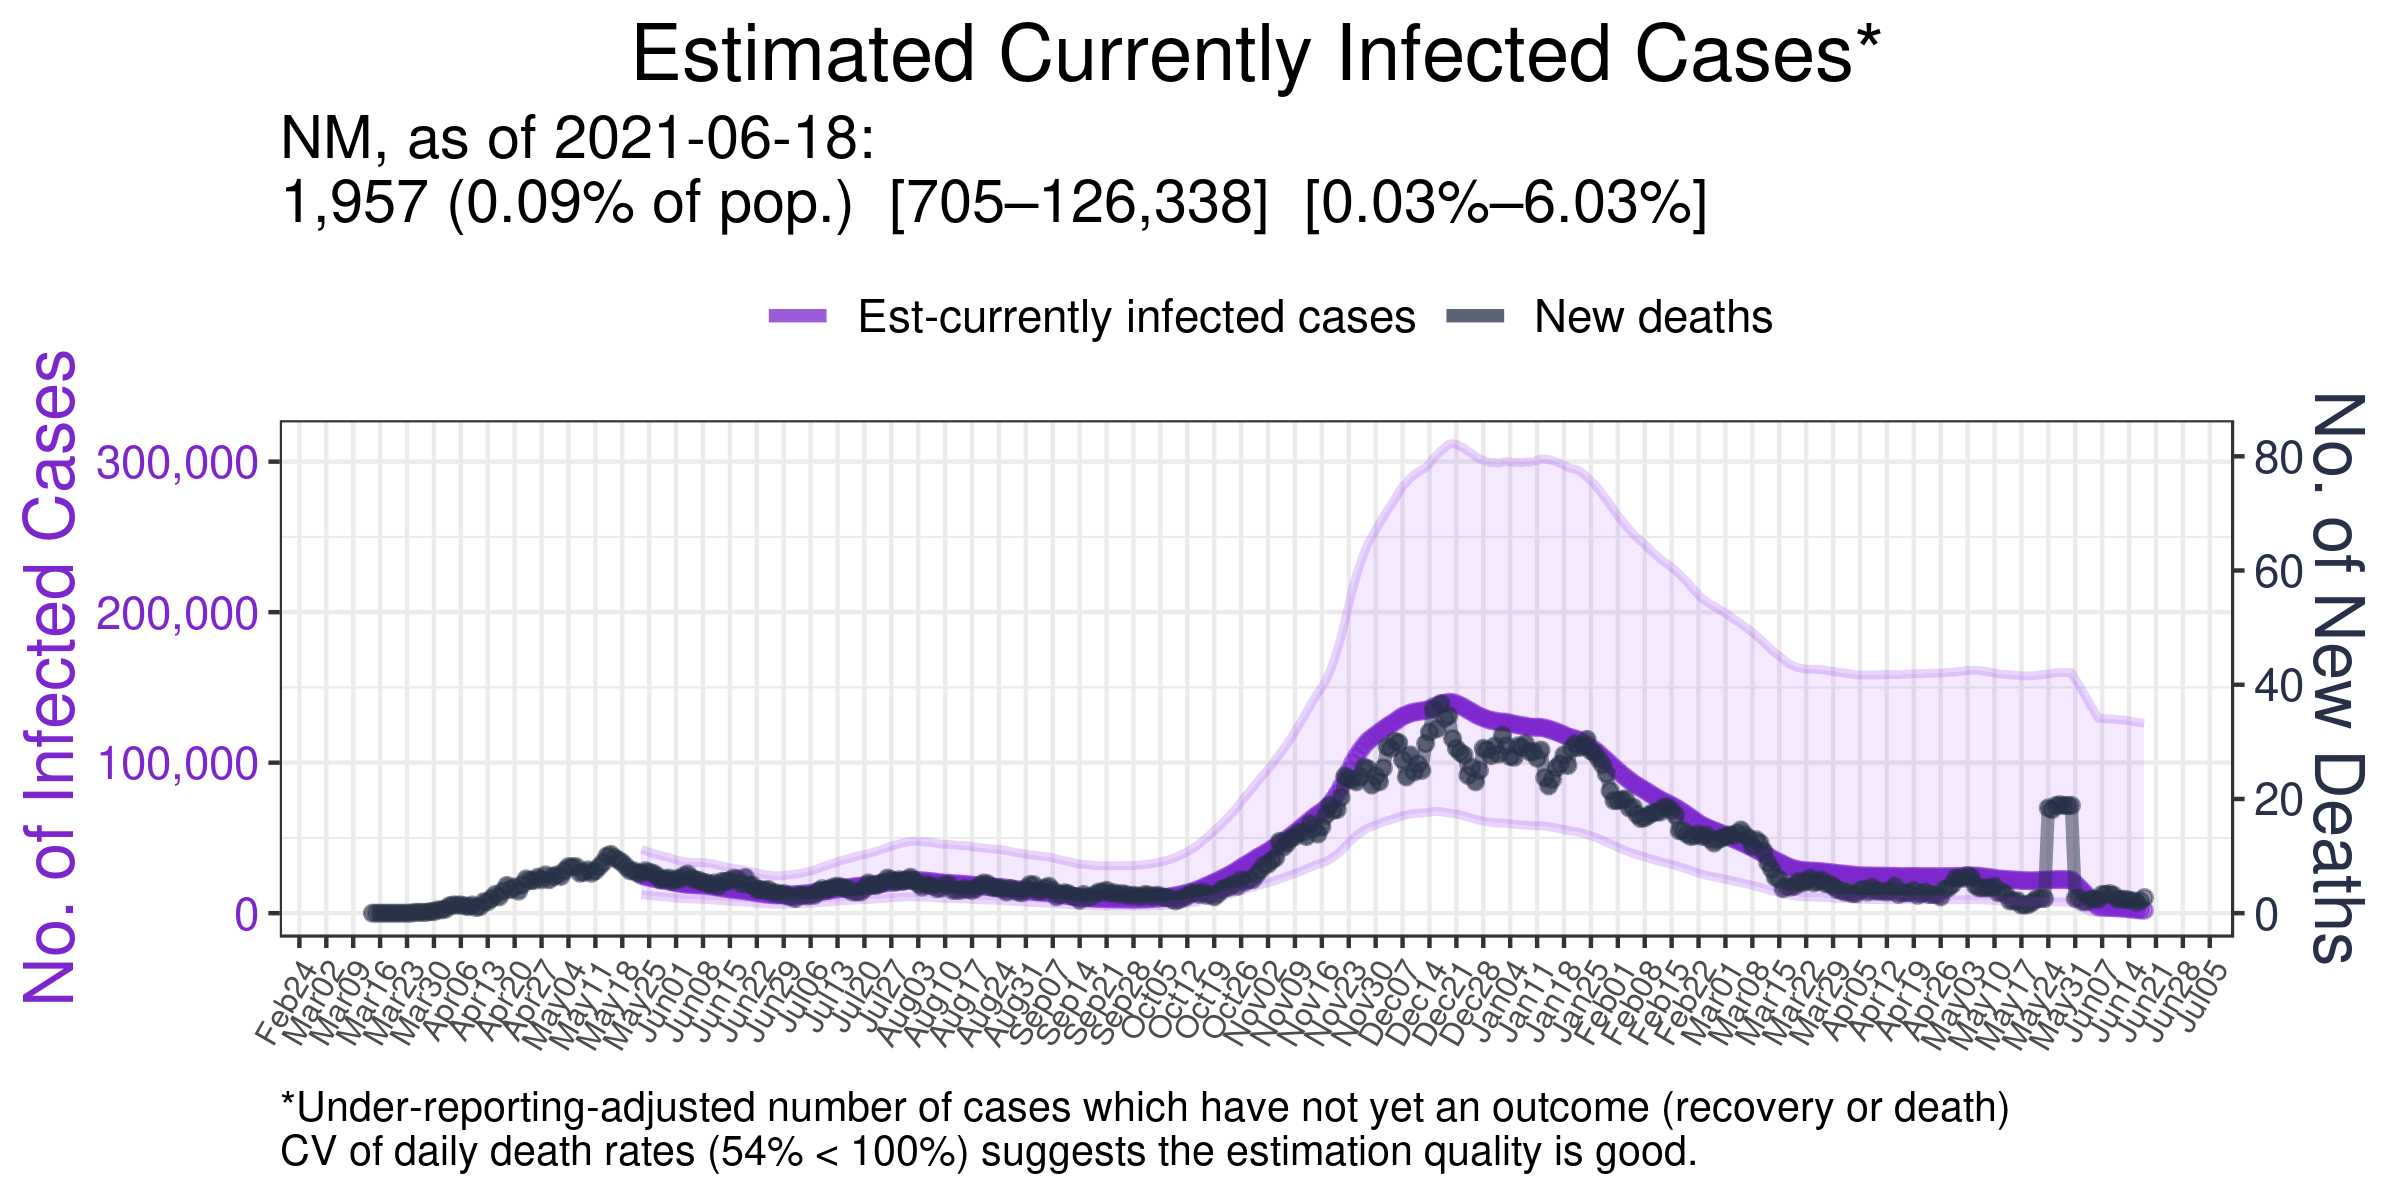 Estimated Currently Infected Cases*
NM, as of 2021-06-18:
1,957 (0.09% of pop.) [705–126,338] [0.03%–6.03%]
Est-currently infected cases
New deaths
No. of Infected Cases
300,000
200,000
100,000
0
80
60
40
20
0
No. of New Deaths
Feb24
Mar02
Mar09
Mar16
Mar23
Mar30
Apr06
Apr13
Apr20
Apr27
May04
May11
May18
May25
Jun01
Jun08
Jun15
Jun22
Jun29
Jul06
Jul13
Jul20
Jul27
Aug03
Aug10
Aug17
Aug24
Aug31
Sep07
Sep14
Sep21
Sep28
Oct05
Oct12
Oct19
Oct26
Nov02
Nov09
Nov16
Nov23
Nov30
Dec07
Dec14
Dec21
Dec28
Jan04
Jan11
Jan18
Jan25
Feb01
Feb08
Feb15
Feb22
Mar01
Mar08
Mar15
Mar22
Mar29
Apr05
Apr12
Apr19
Apr26
May03
May10
May17
May24
May31
Jun07
Jun14
Jun21
Jun28
Jul05
*Under-reporting-adjusted number of cases which have not yet an outcome (recovery or death)
CV of daily death rates (54% < 100%) suggests the estimation quality is good.